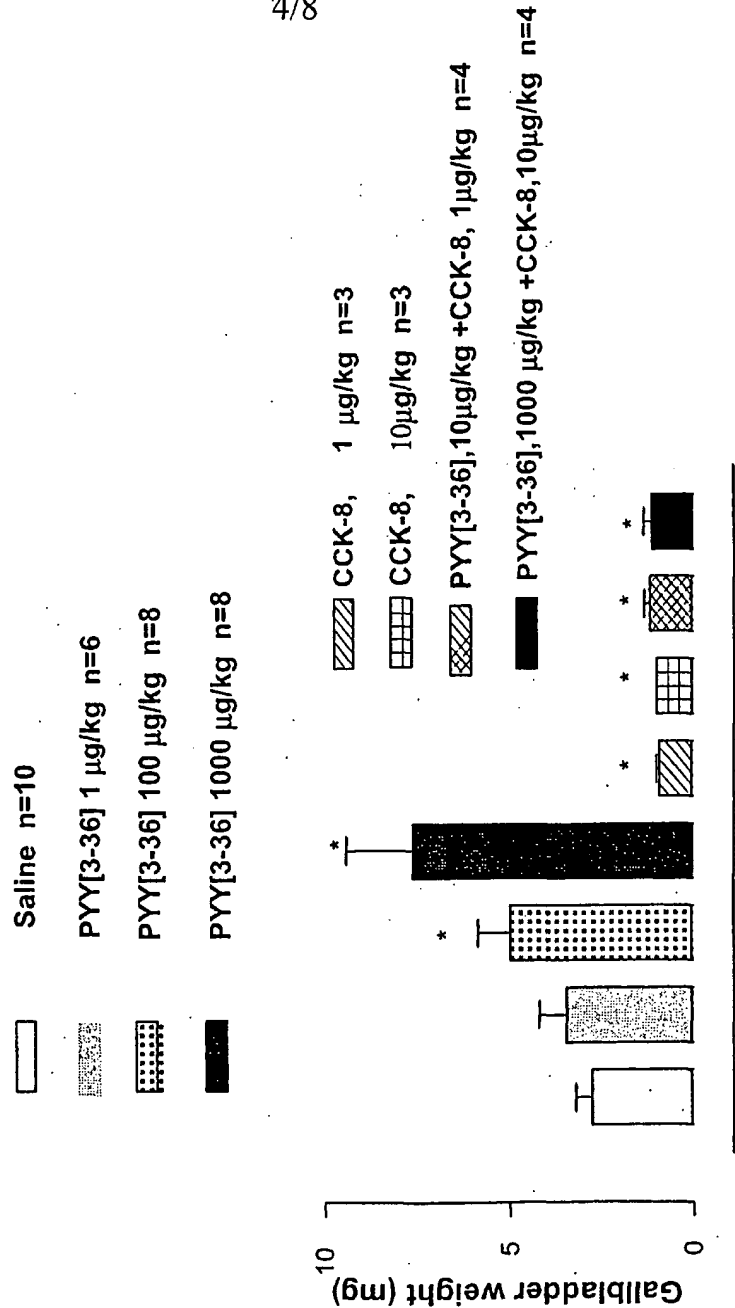 4/8
Saline n=10
PYY[3-36] 1 µg/kg n=6
PYY[3-36] 100 µg/kg n=8
PYY[3-36] 1000 µg/kg n=8
CCK-8, 1 µg/kg n=3
CCK-8, 10µg/kg n=3
PYY[3-36],10µg/kg +CCK-8, 1µg/kg n=4
PYY[3-36],1000 µg/kg +CCK-8,10µg/kg n=4
Gallbladder weight (mg)
10
5
0
*
*
*
*
*
*